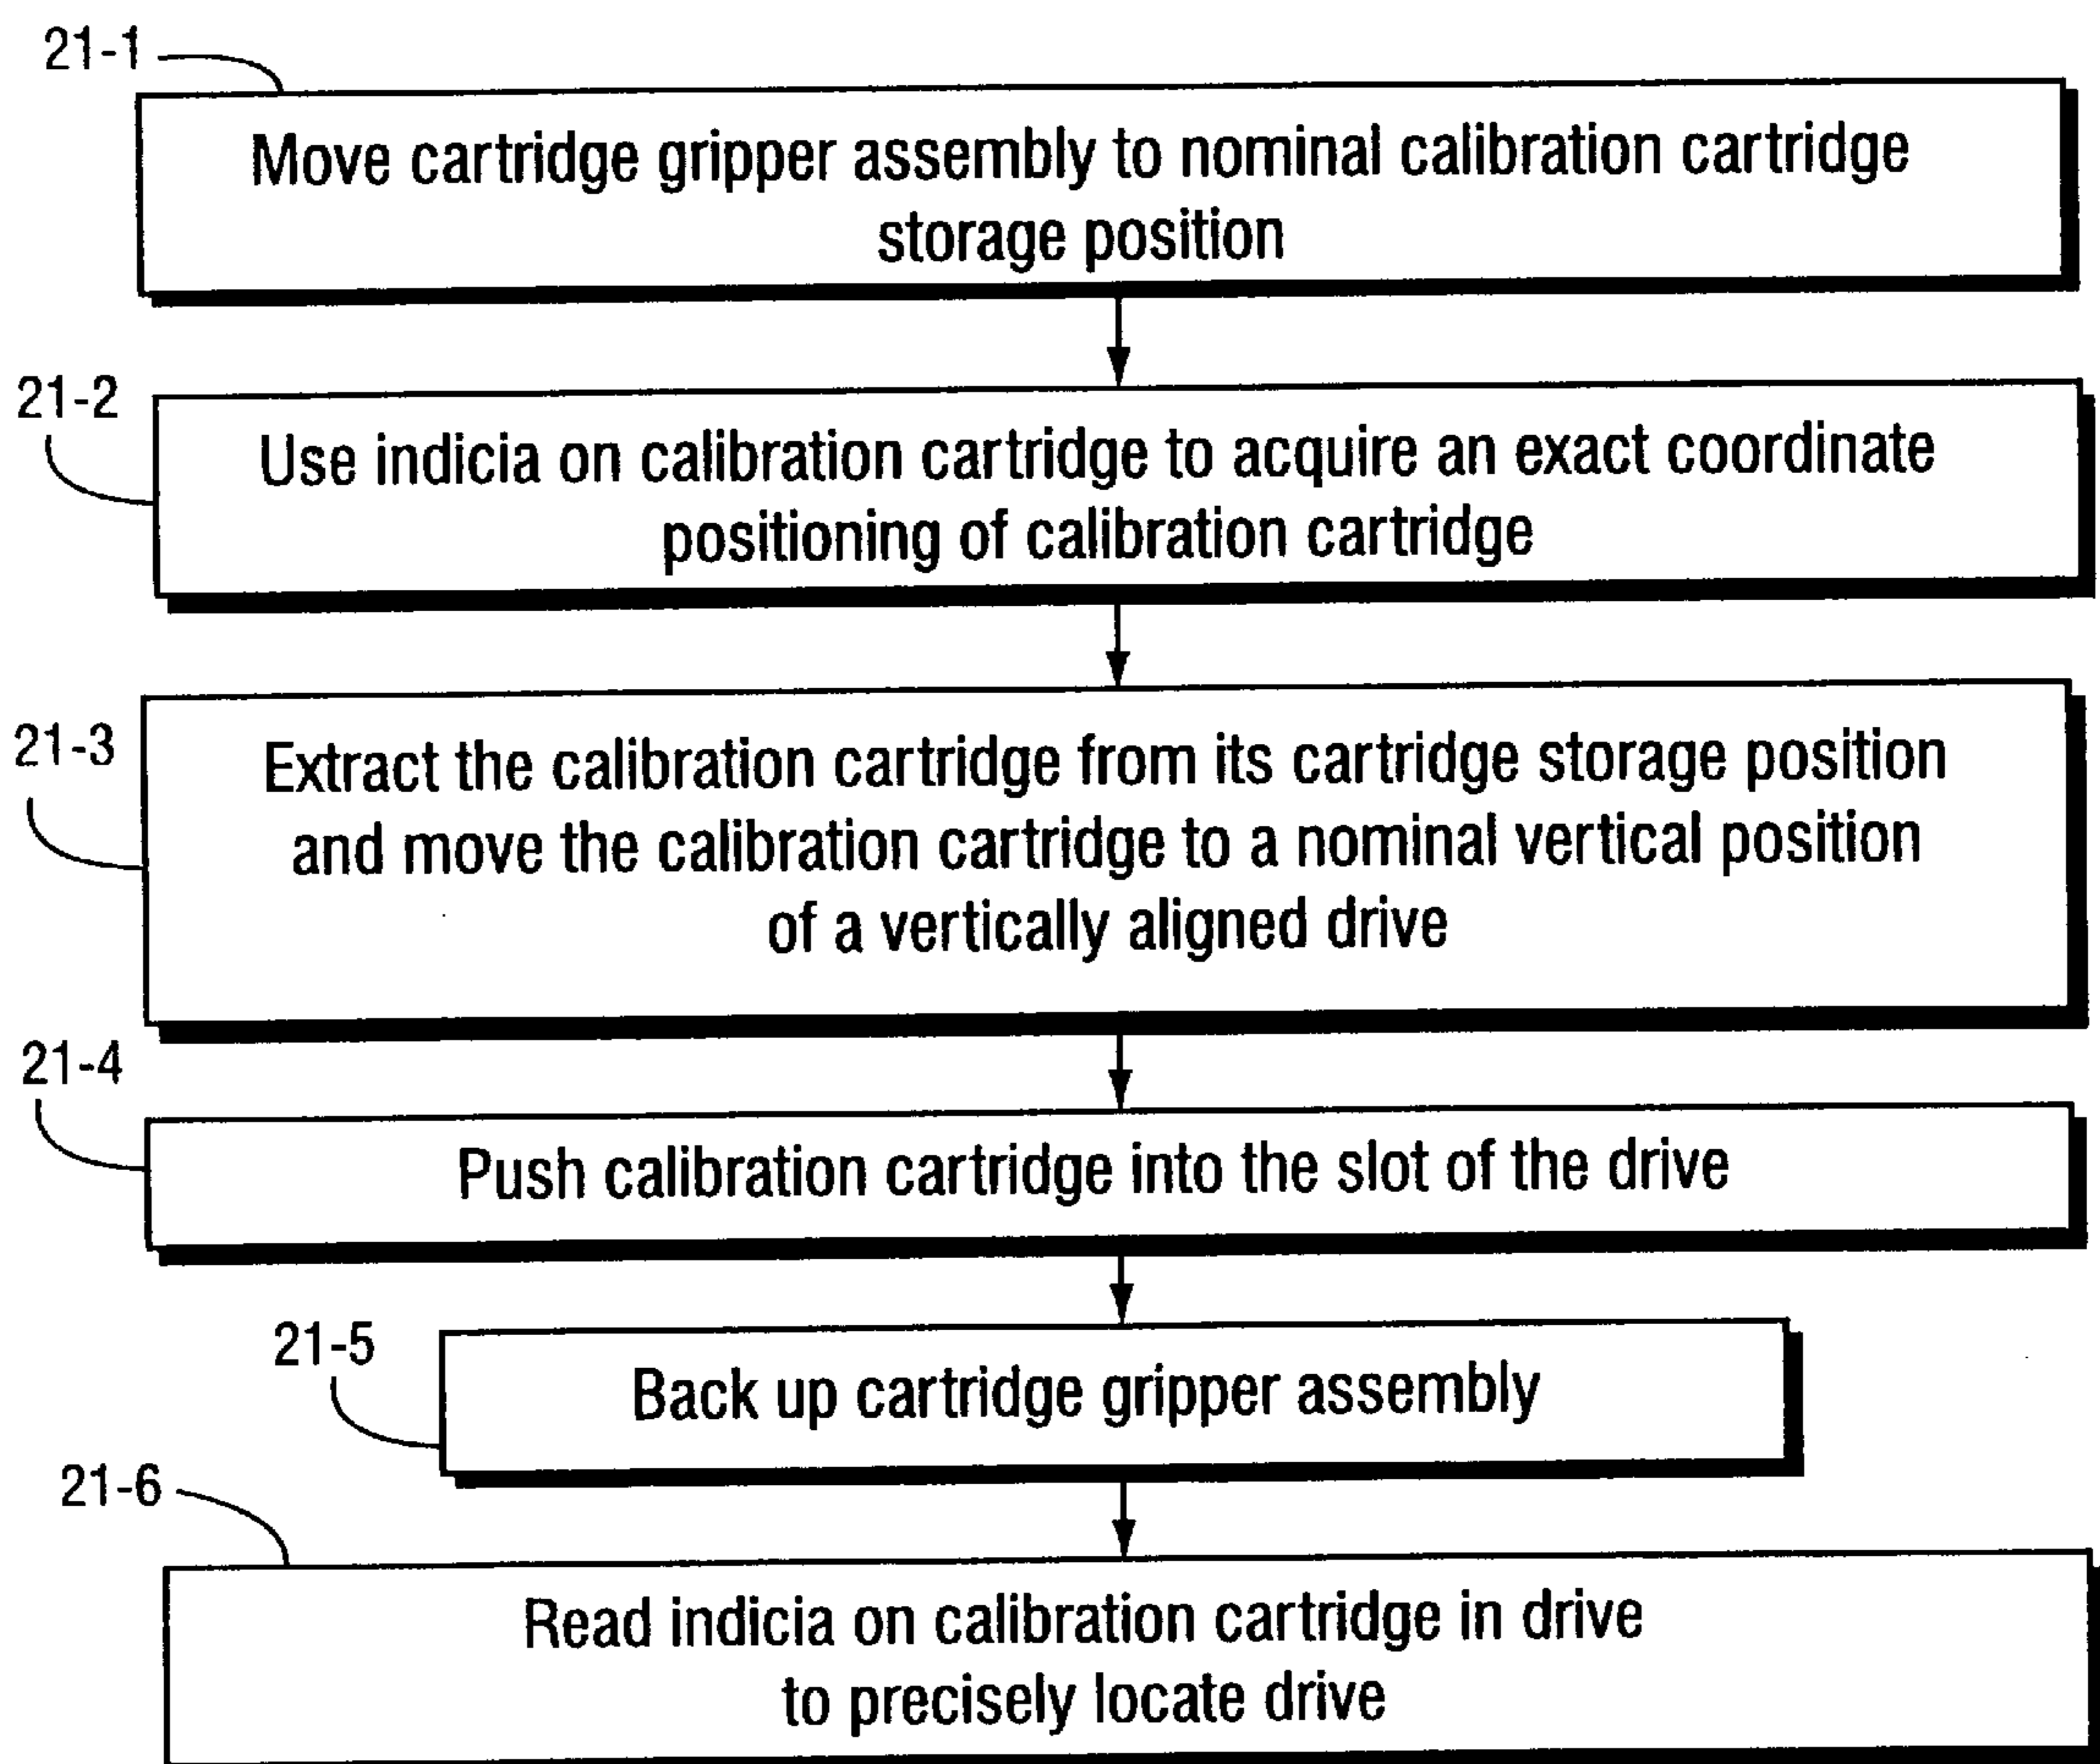 21-1
Move cartridge gripper assembly to nominal calibration cartridge
storage position
21-2
Use indicia on calibration cartridge to acquire an exact coordinate
positioning of calibration cartridge
21-3
Extract the calibration cartridge from its cartridge storage position
and move the calibration cartridge to a nominal vertical position
of a vertically aligned drive
21-4
Push calibration cartridge into the slot of the drive
21-5
Back up cartridge gripper assembly
21-6
Read indicia on calibration cartridge in drive
to precisely locate drive